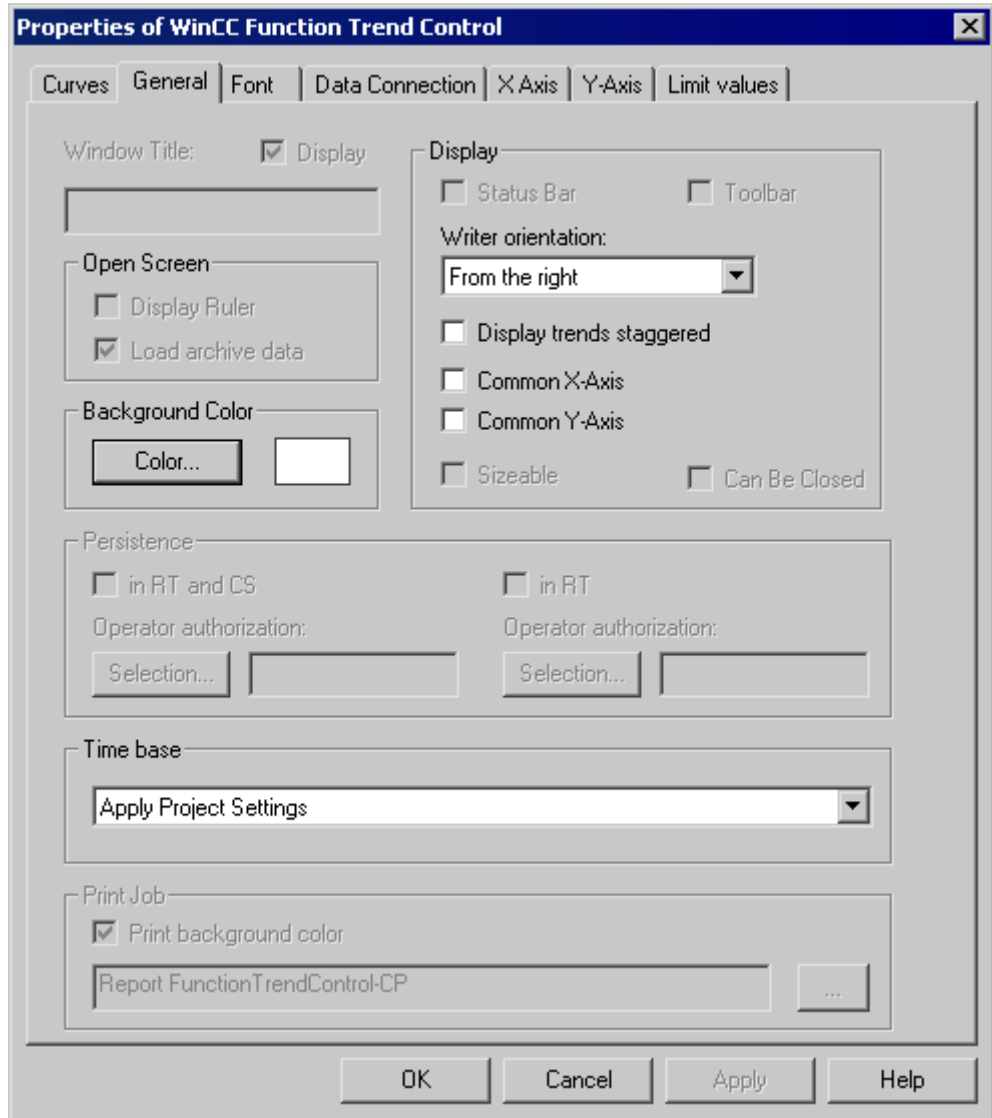 Properties of WinCC Function Trend Control
Curves General Font Data Connection X Axis Y-Axis Limit values
Window Title: Display
Open Screen
Display Ruler
Load archive data
Background Color
Color...
Display
Status Bar Toolbar
Writer orientation:
From the right
Display trends staggered
Common X-Axis
Common Y-Axis
Sizeable Can Be Closed
Persistence
in RT and CS in RT
Operator authorization: Operator authorization:
Selection... Selection...
Time base
Apply Project Settings
Print Job
Print background color
Report FunctionTrendControl-CP
...
OK Cancel Apply Help